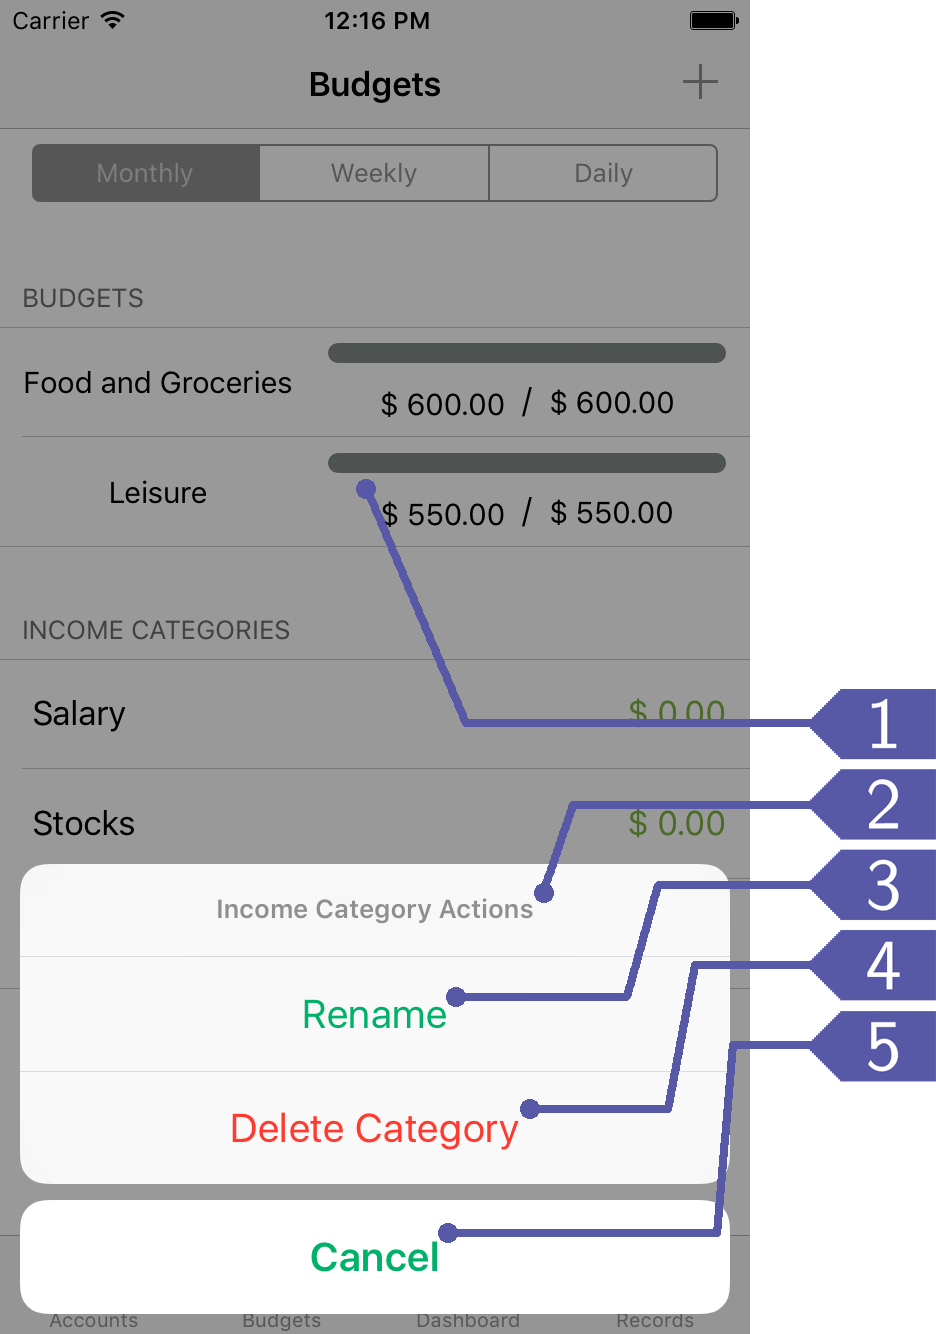 Carrier 12:16 PM
Budgets
Monthly Weekly Daily
BUDGETS
Food and Groceries $ 600.00 / $ 600.00
Leisure $ 550.00 / $ 550.00
INCOME CATEGORIES
Salary $ 0.00
1
2
Stocks $ 0.00
3
Income Category Actions
4
Rename
5
Delete Category
Cancel
Accounts Budgets Dashboard Records